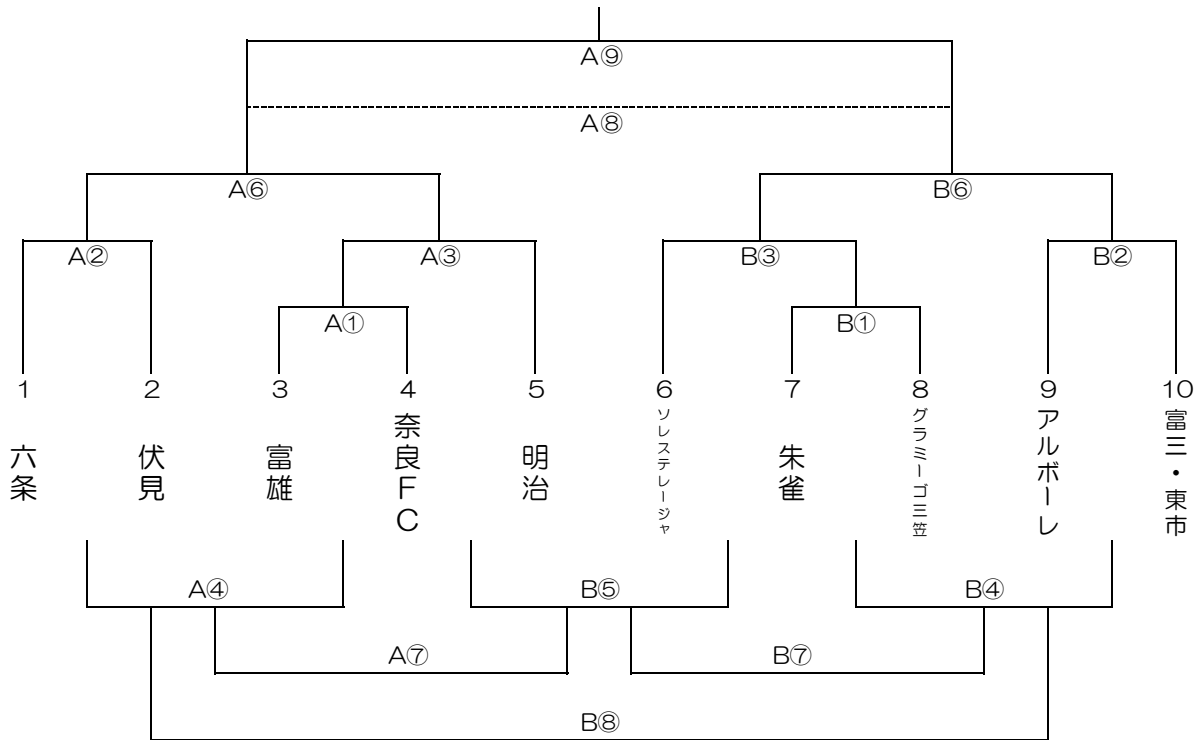 A⑨
A⑧
A⑥
B⑥
A②
A③
B③
B②
A①
B①
1
2
3
4
5
6
7
8
9
10
六条
伏見
富雄
奈良FC
明治
ソレステレージャ
朱雀
グラミーゴ三笠
アルボーレ
富三・東市
A④
B⑤
B④
A⑦
B⑦
B⑧